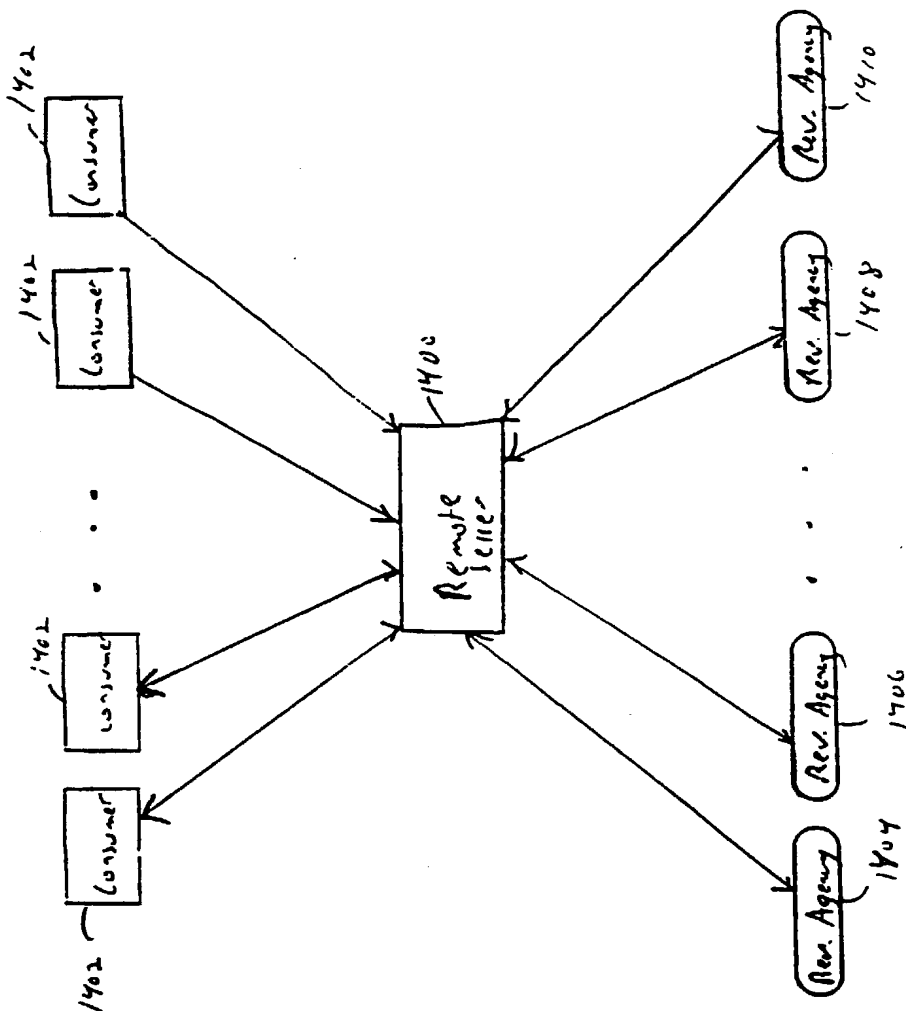 1402
Consumer
1402
Consumer
1402
Consumer
1402
Consumer
1400
Remote
Seller
Rev. Agency
1404
Rev. Agency
1406
Rev. Agency
1408
Rev. Agency
1410